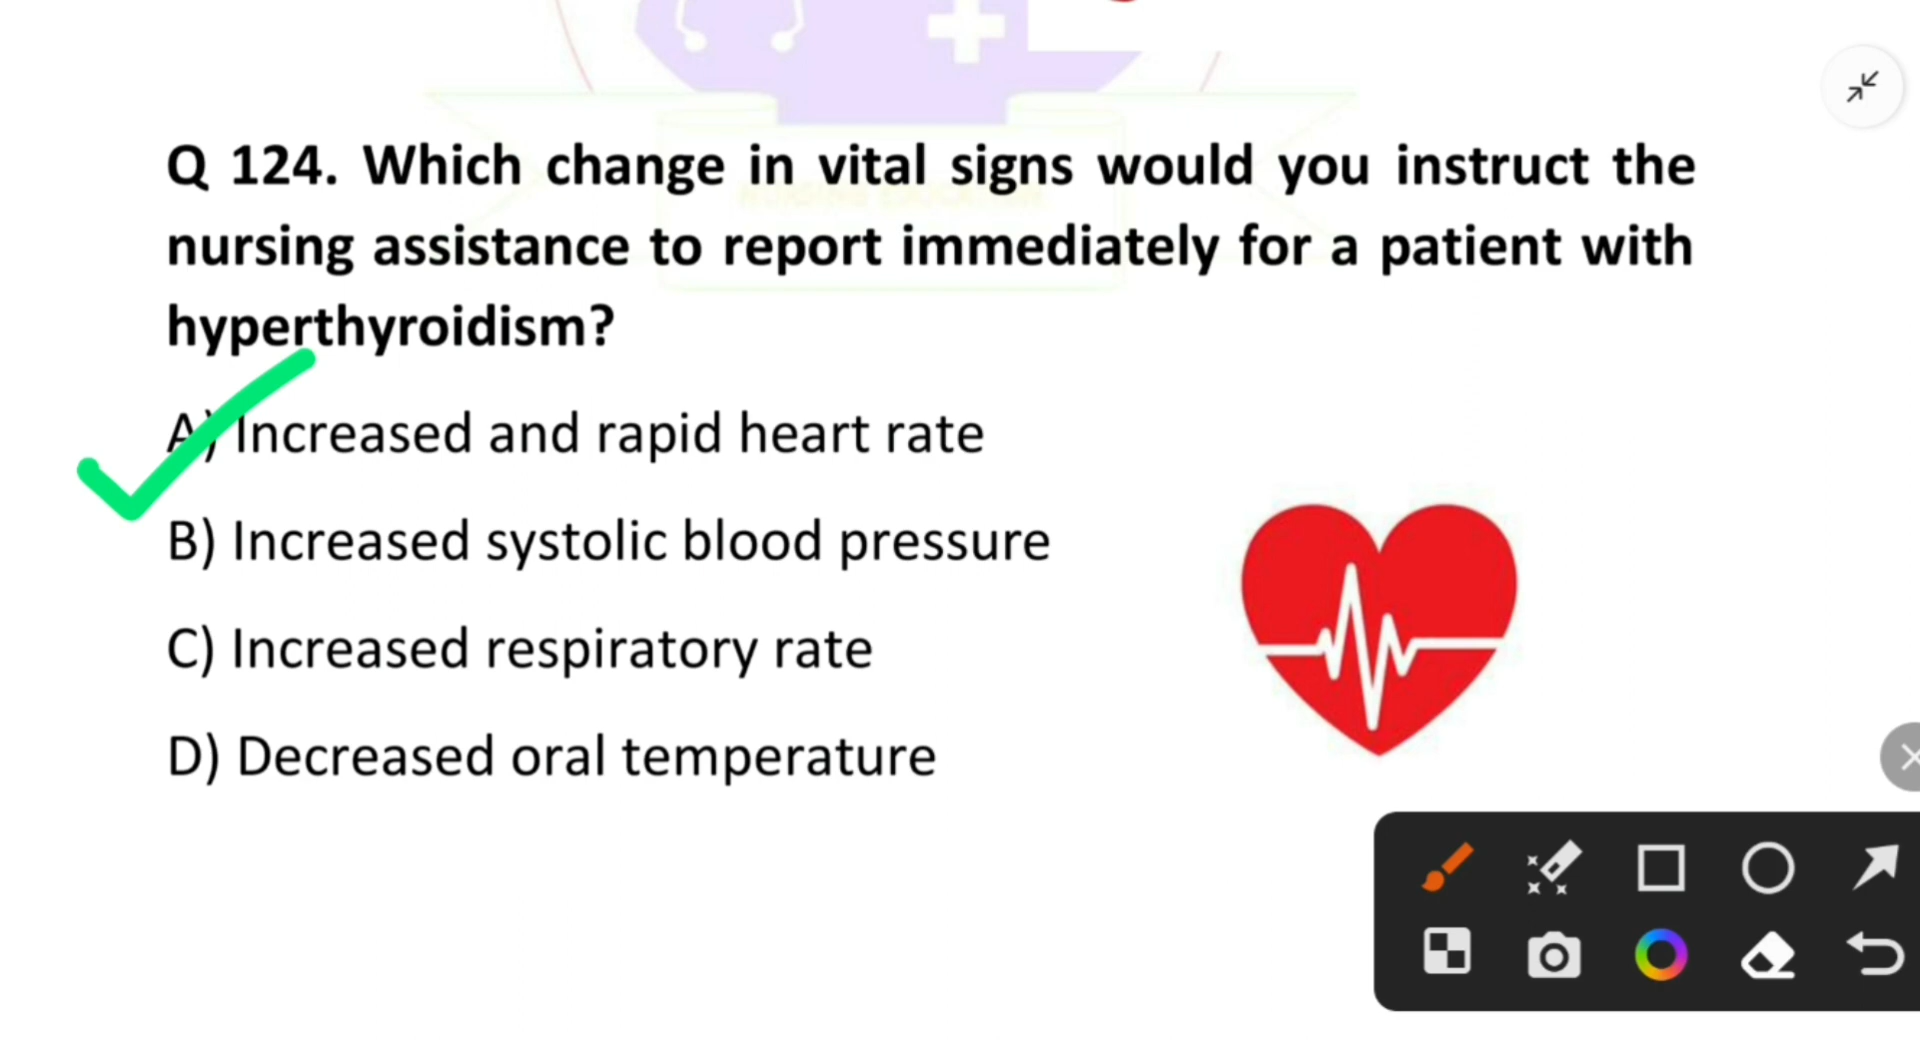 Q 124. Which change in vital signs would you instruct the
nursing assistance to report immediately for a patient with
hyperthyroidism?
A) Increased and rapid heart rate
B) Increased systolic blood pressure
C) Increased respiratory rate
D) Decreased oral temperature